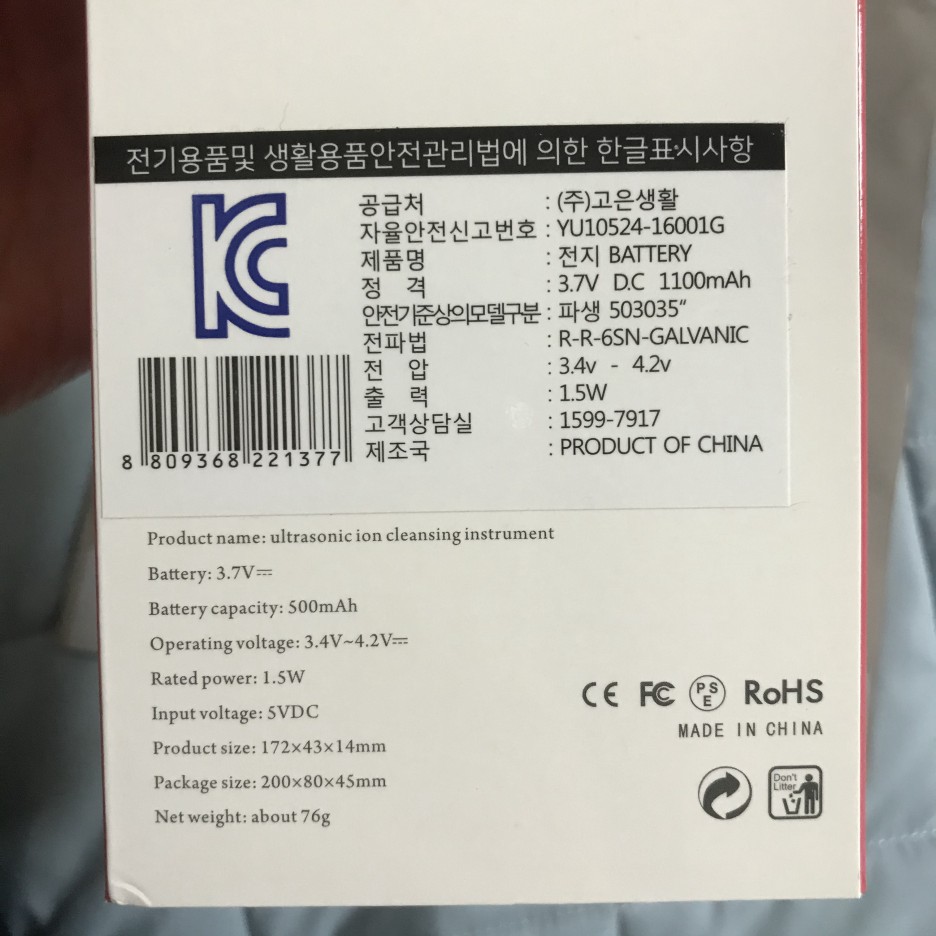 전기용품및 생활용품안전관리법에 의한 한글표시사항
공급처 : (주)고은생활
자율안전신고번호 : YU10524-16001G
제품명 : 전지 BATTERY
정 격 : 3.7V D.C 1100mAh
안전기준상의모델구분 : 파생 503035"
전파법 : R-R-6SN-GALVANIC
전 압 : 3.4v - 4.2v
출 력 : 1.5W
고객상담실 : 1599-7917
제조국 : PRODUCT OF CHINA
8 809368 221377
Product name: ultrasonic ion cleansing instrument
Battery: 3.7V⎓
Battery capacity: 500mAh
Operating voltage: 3.4V~4.2V⎓
Rated power: 1.5W
Input voltage: 5VDC
Product size: 172×43×14mm
Package size: 200×80×45mm
Net weight: about 76g
CE FC PSE RoHS
MADE IN CHINA
Don't
Litter